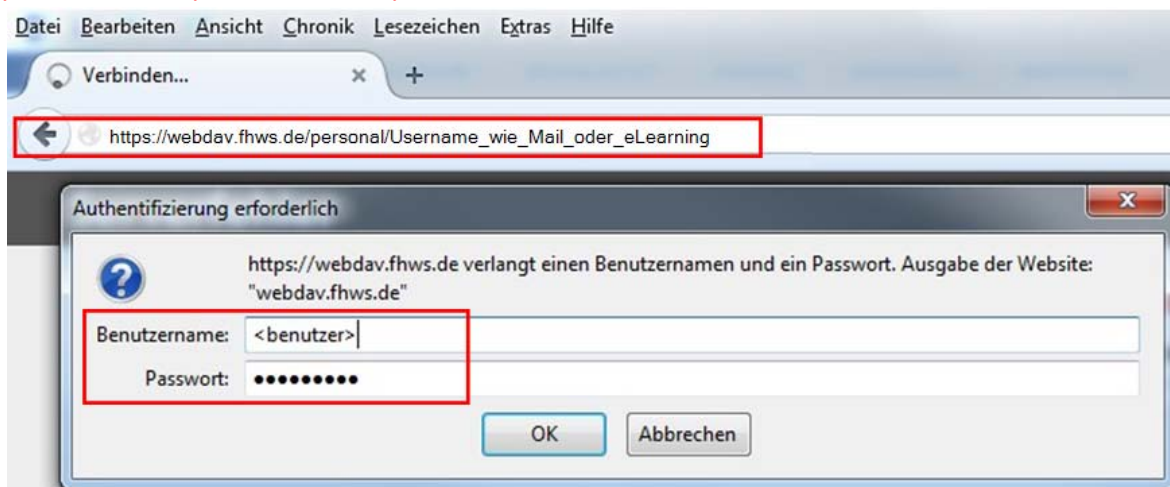 Datei Bearbeiten Ansicht Chronik Lesezeichen Extras Hilfe
Verbinden...
https://webdav.fhws.de/personal/Username_wie_Mail_oder_eLearning
Authentifizierung erforderlich
https://webdav.fhws.de verlangt einen Benutzernamen und ein Passwort. Ausgabe der Website:
"webdav.fhws.de"
Benutzername: <benutzer>
Passwort: •••••••••
OK Abbrechen